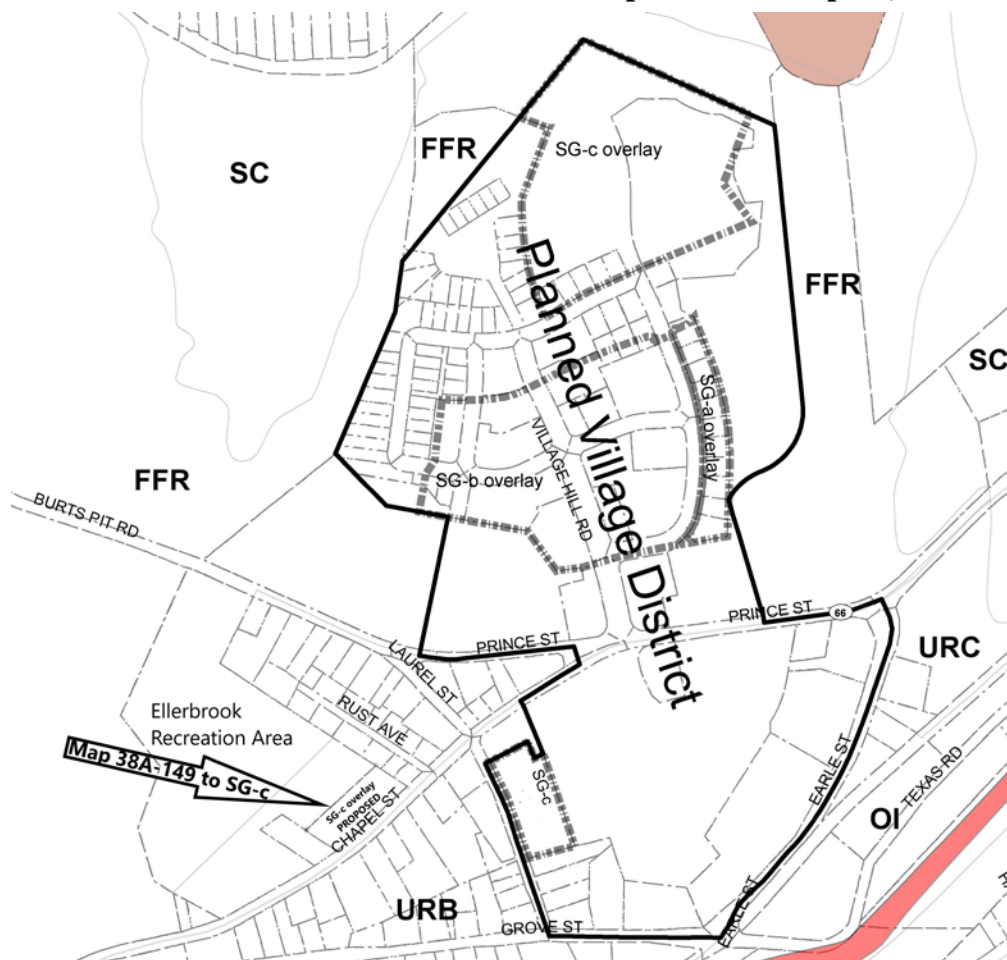 SG-c overlay
FFR
SC
Planned Village District
FFR
SC
SG-a overlay
VILLAGE HILL RD
FFR
SG-b overlay
BURTS PIT RD
PRINCE ST
66
PRINCE ST
URC
LAUREL ST
RUST AVE
Ellerbrook
Recreation Area
Map 38A-149 to SG-c
SG-c overlay
PROPOSED
CHAPEL ST
SG-c
EARLE ST
TEXAS RD
OI
URB
GROVE ST
EARLE ST